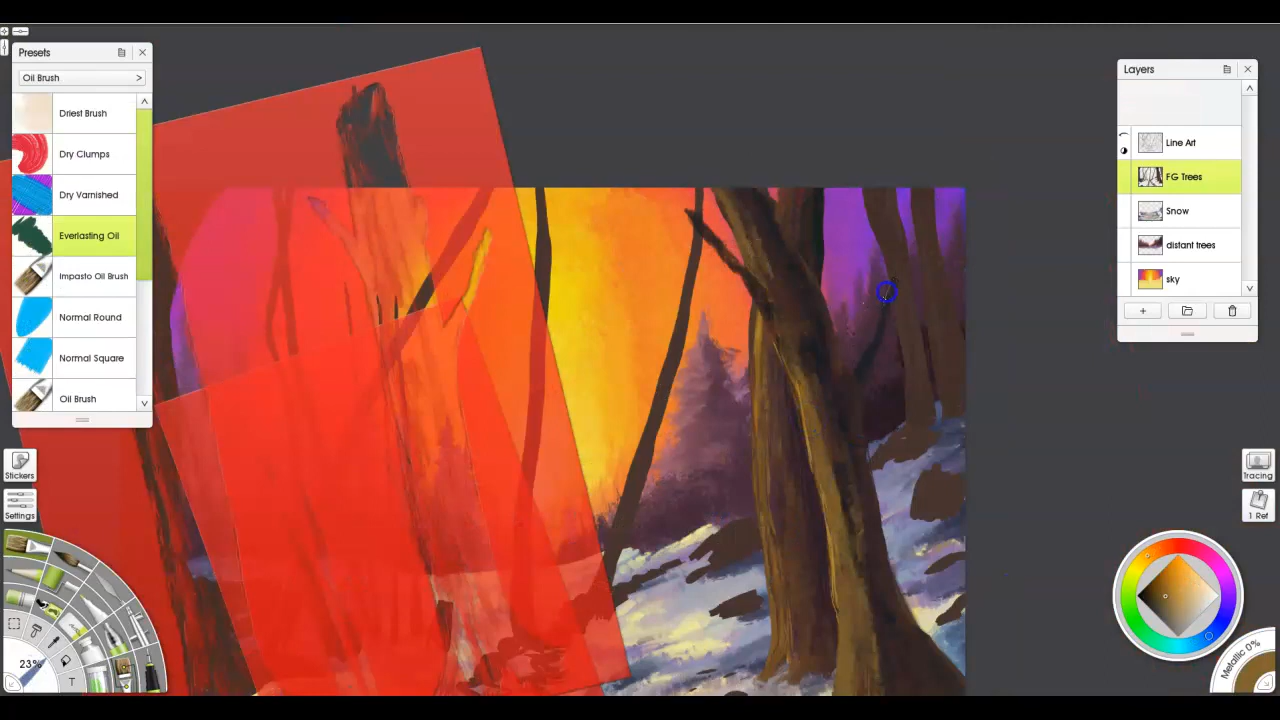 Presets
Oil Brush >
Driest Brush
Dry Clumps
Dry Varnished
Everlasting Oil
Impasto Oil Brush
Normal Round
Normal Square
Oil Brush
Stickers
Settings
23%
T
Layers
Line Art
FG Trees
Snow
distant trees
sky
+
Tracing
1 Ref
Metallic 0%